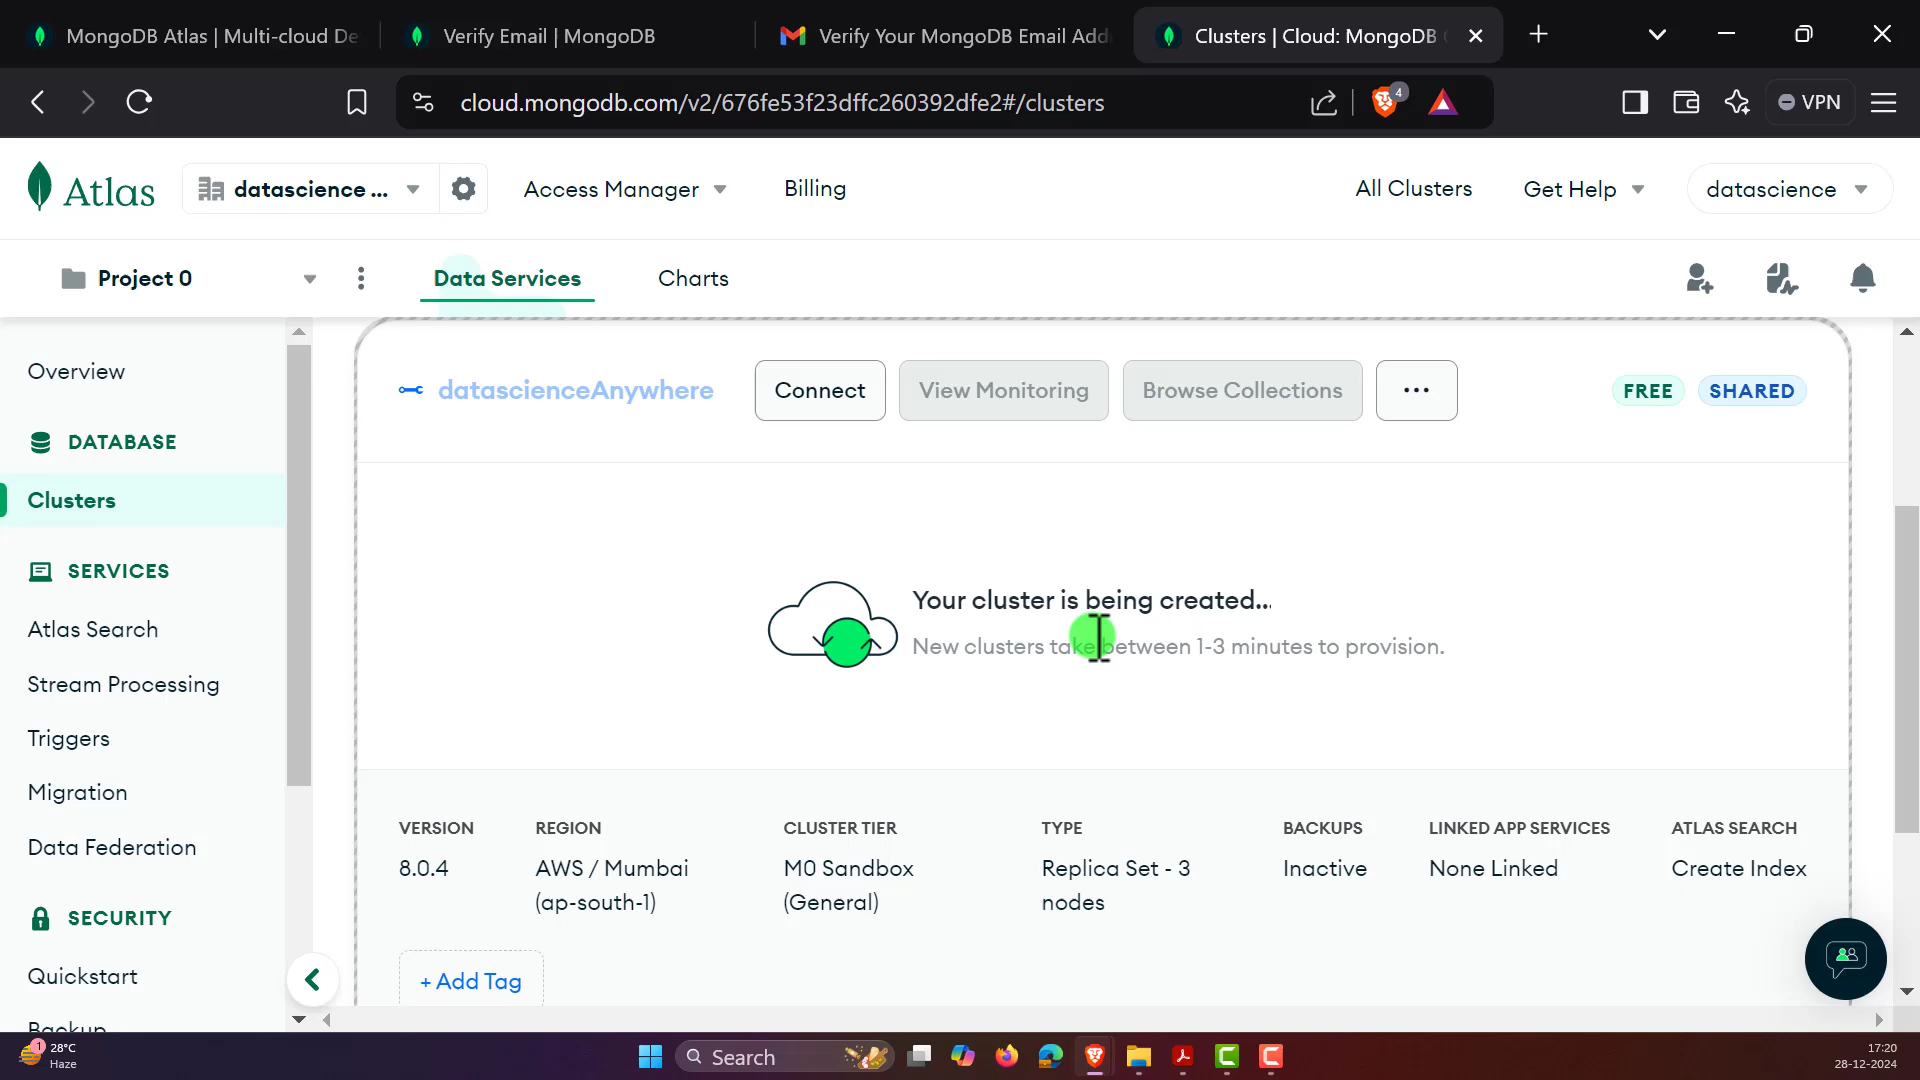 MongoDB Atlas | Multi-cloud De
Verify Email | MongoDB
Verify Your MongoDB Email Add
Clusters | Cloud: MongoDB
cloud.mongodb.com/v2/676fe53f23dffc260392dfe2#/clusters
4
VPN
Atlas
datascience ...
Access Manager
Billing
All Clusters
Get Help
datascience
Project 0
Data Services
Charts
Overview
DATABASE
Clusters
SERVICES
Atlas Search
Stream Processing
Triggers
Migration
Data Federation
SECURITY
Quickstart
Backup
datascienceAnywhere
Connect
View Monitoring
Browse Collections
...
FREE
SHARED
Your cluster is being created...
New clusters take between 1-3 minutes to provision.
VERSION
8.0.4
REGION
AWS / Mumbai
(ap-south-1)
CLUSTER TIER
M0 Sandbox
(General)
TYPE
Replica Set - 3
nodes
BACKUPS
Inactive
LINKED APP SERVICES
None Linked
ATLAS SEARCH
Create Index
+ Add Tag
1
28°C
Haze
Search
17:20
28-12-2024